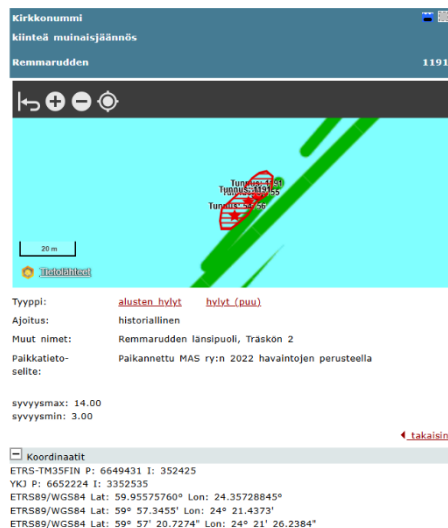 Kirkkonummi
kiinteä muinaisjäännös
Remmarudden 1191
Tunnus: 1191
20 m
Tietolähteet
Tyyppi: alusten hylyt hylyt (puu)
Ajoitus: historiallinen
Muut nimet: Remmarudden länsipuoli, Träskön 2
Paikkatieto- Paikannettu MAS ry:n 2022 havaintojen perusteella
selite:
syvyysmax: 14.00
syvyysmin: 3.00
takaisin
Koordinaatit
ETRS-TM35FIN P: 6649431 I: 352425
YKJ P: 6652224 I: 3352535
ETRS89/WGS84 Lat: 59.95575760° Lon: 24.35728845°
ETRS89/WGS84 Lat: 59° 57.3455' Lon: 24° 21.4373'
ETRS89/WGS84 Lat: 59° 57' 20.7274" Lon: 24° 21' 26.2384"